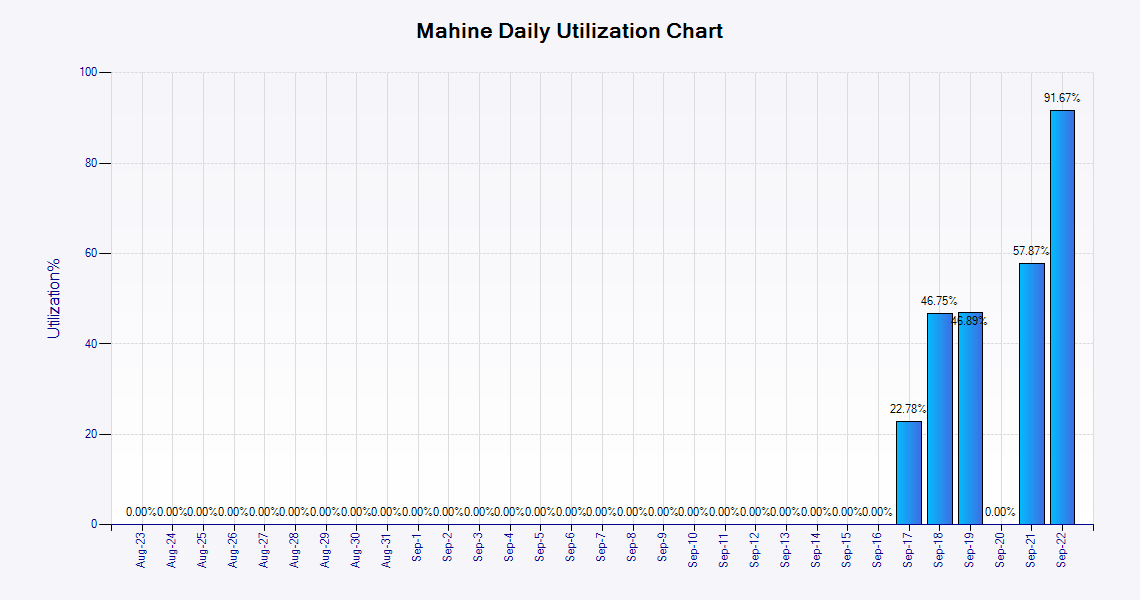 Mahine Daily Utilization Chart
Utilization%
100
80
60
40
20
0
91.67%
57.87%
46.75%
46.89%
22.78%
0.00% 0.00% 0.00% 0.00% 0.00% 0.00% 0.00% 0.00% 0.00% 0.00% 0.00% 0.00% 0.00% 0.00% 0.00% 0.00% 0.00% 0.00% 0.00% 0.00% 0.00% 0.00% 0.00% 0.00% 0.00% 0.00%
Aug-23
Aug-24
Aug-25
Aug-26
Aug-27
Aug-28
Aug-29
Aug-30
Aug-31
Sep-1
Sep-2
Sep-3
Sep-4
Sep-5
Sep-6
Sep-7
Sep-8
Sep-9
Sep-10
Sep-11
Sep-12
Sep-13
Sep-14
Sep-15
Sep-16
Sep-17
Sep-18
Sep-19
Sep-20
Sep-21
Sep-22